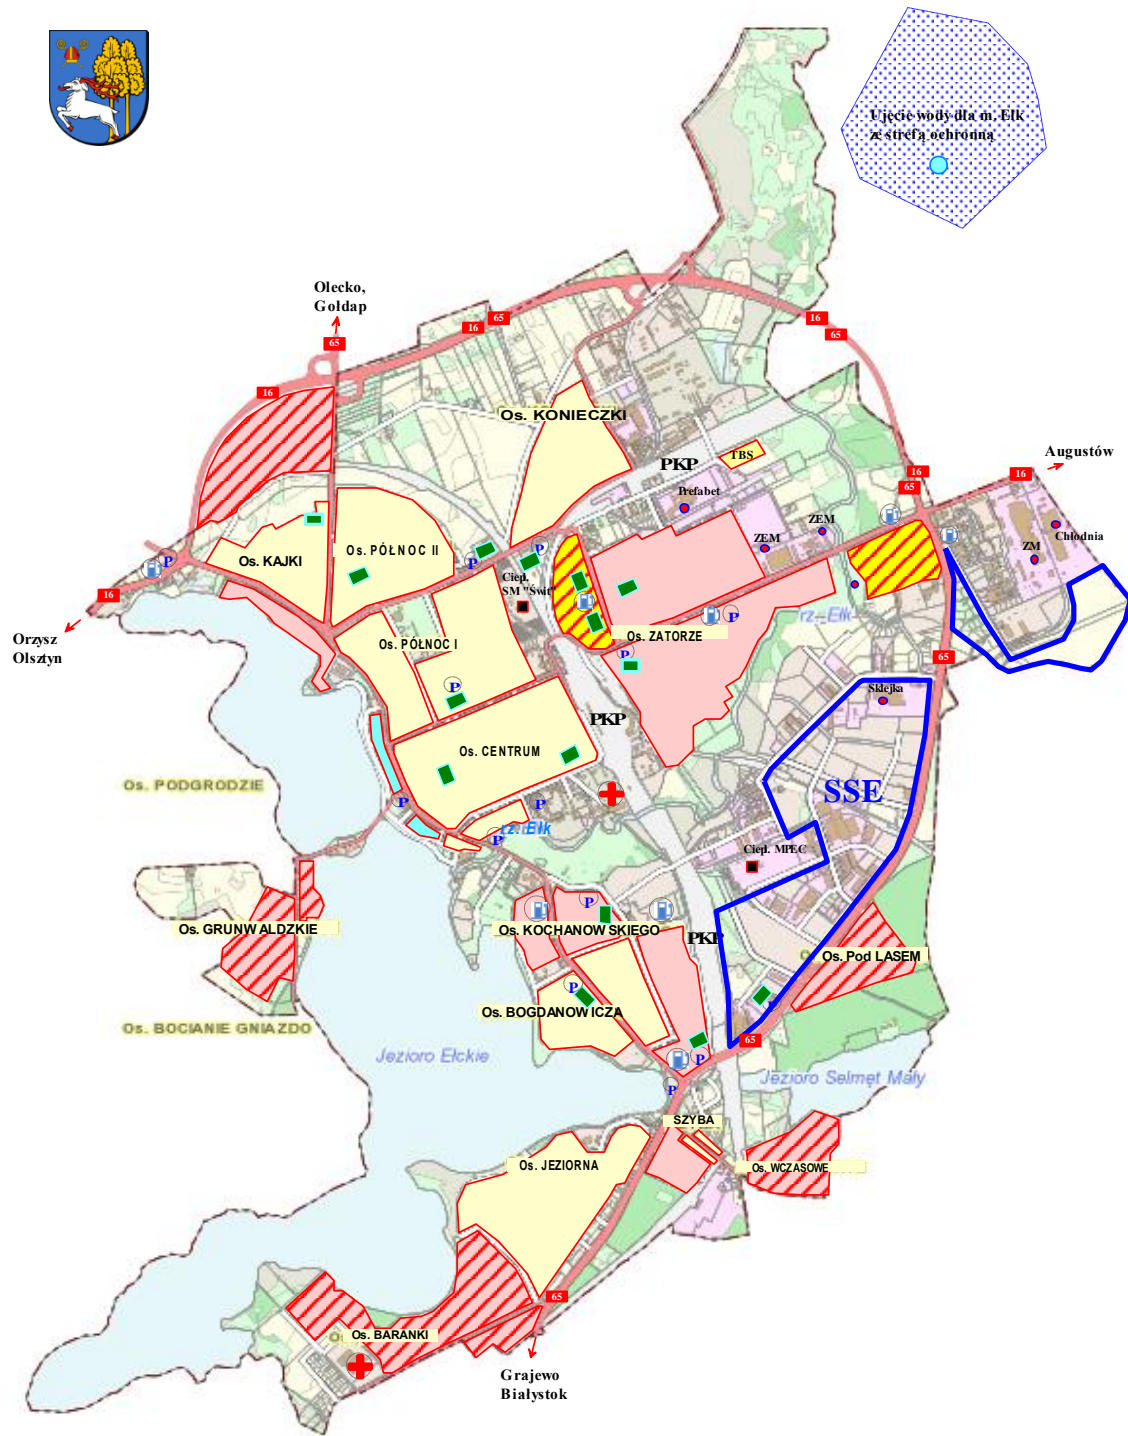 Ujęcie wody dla m. Ełk
ze strefą ochronną
Olecko,
Gołdap
65
16
65
16
65
16
Os. KONIECZKI
PKP
TBS
Augustów
16
16
65
Prefabet
ZEM
ZEM
Chłodnia
ZM
Os. PÓŁNOC II
Os. KAJKI
P
P
P
Ciepł.
SM "Świt"
16
Orzysz
Olsztyn
Os. PÓŁNOC I
Os. ZATORZE
P
rz. Ełk
P
65
P
Sklejka
PKP
Os. CENTRUM
SSE
Os. PODGRODZIE
P
P
rz. Ełk
P
Ciepł. MPEC
P
Os. GRUNWALDZKIE
Os. KOCHANOWSKIEGO
PKP
Os. Pod LASEM
P
Os. BOGDANOWICZA
Os. BOCIANIE GNIAZDO
65
Jezioro Ełckie
P
Jezioro Selmęt Mały
P
SZYBA
Os. JEZIORNA
Os. WCZASOWE
65
Os. BARANKI
Grajewo
Białystok